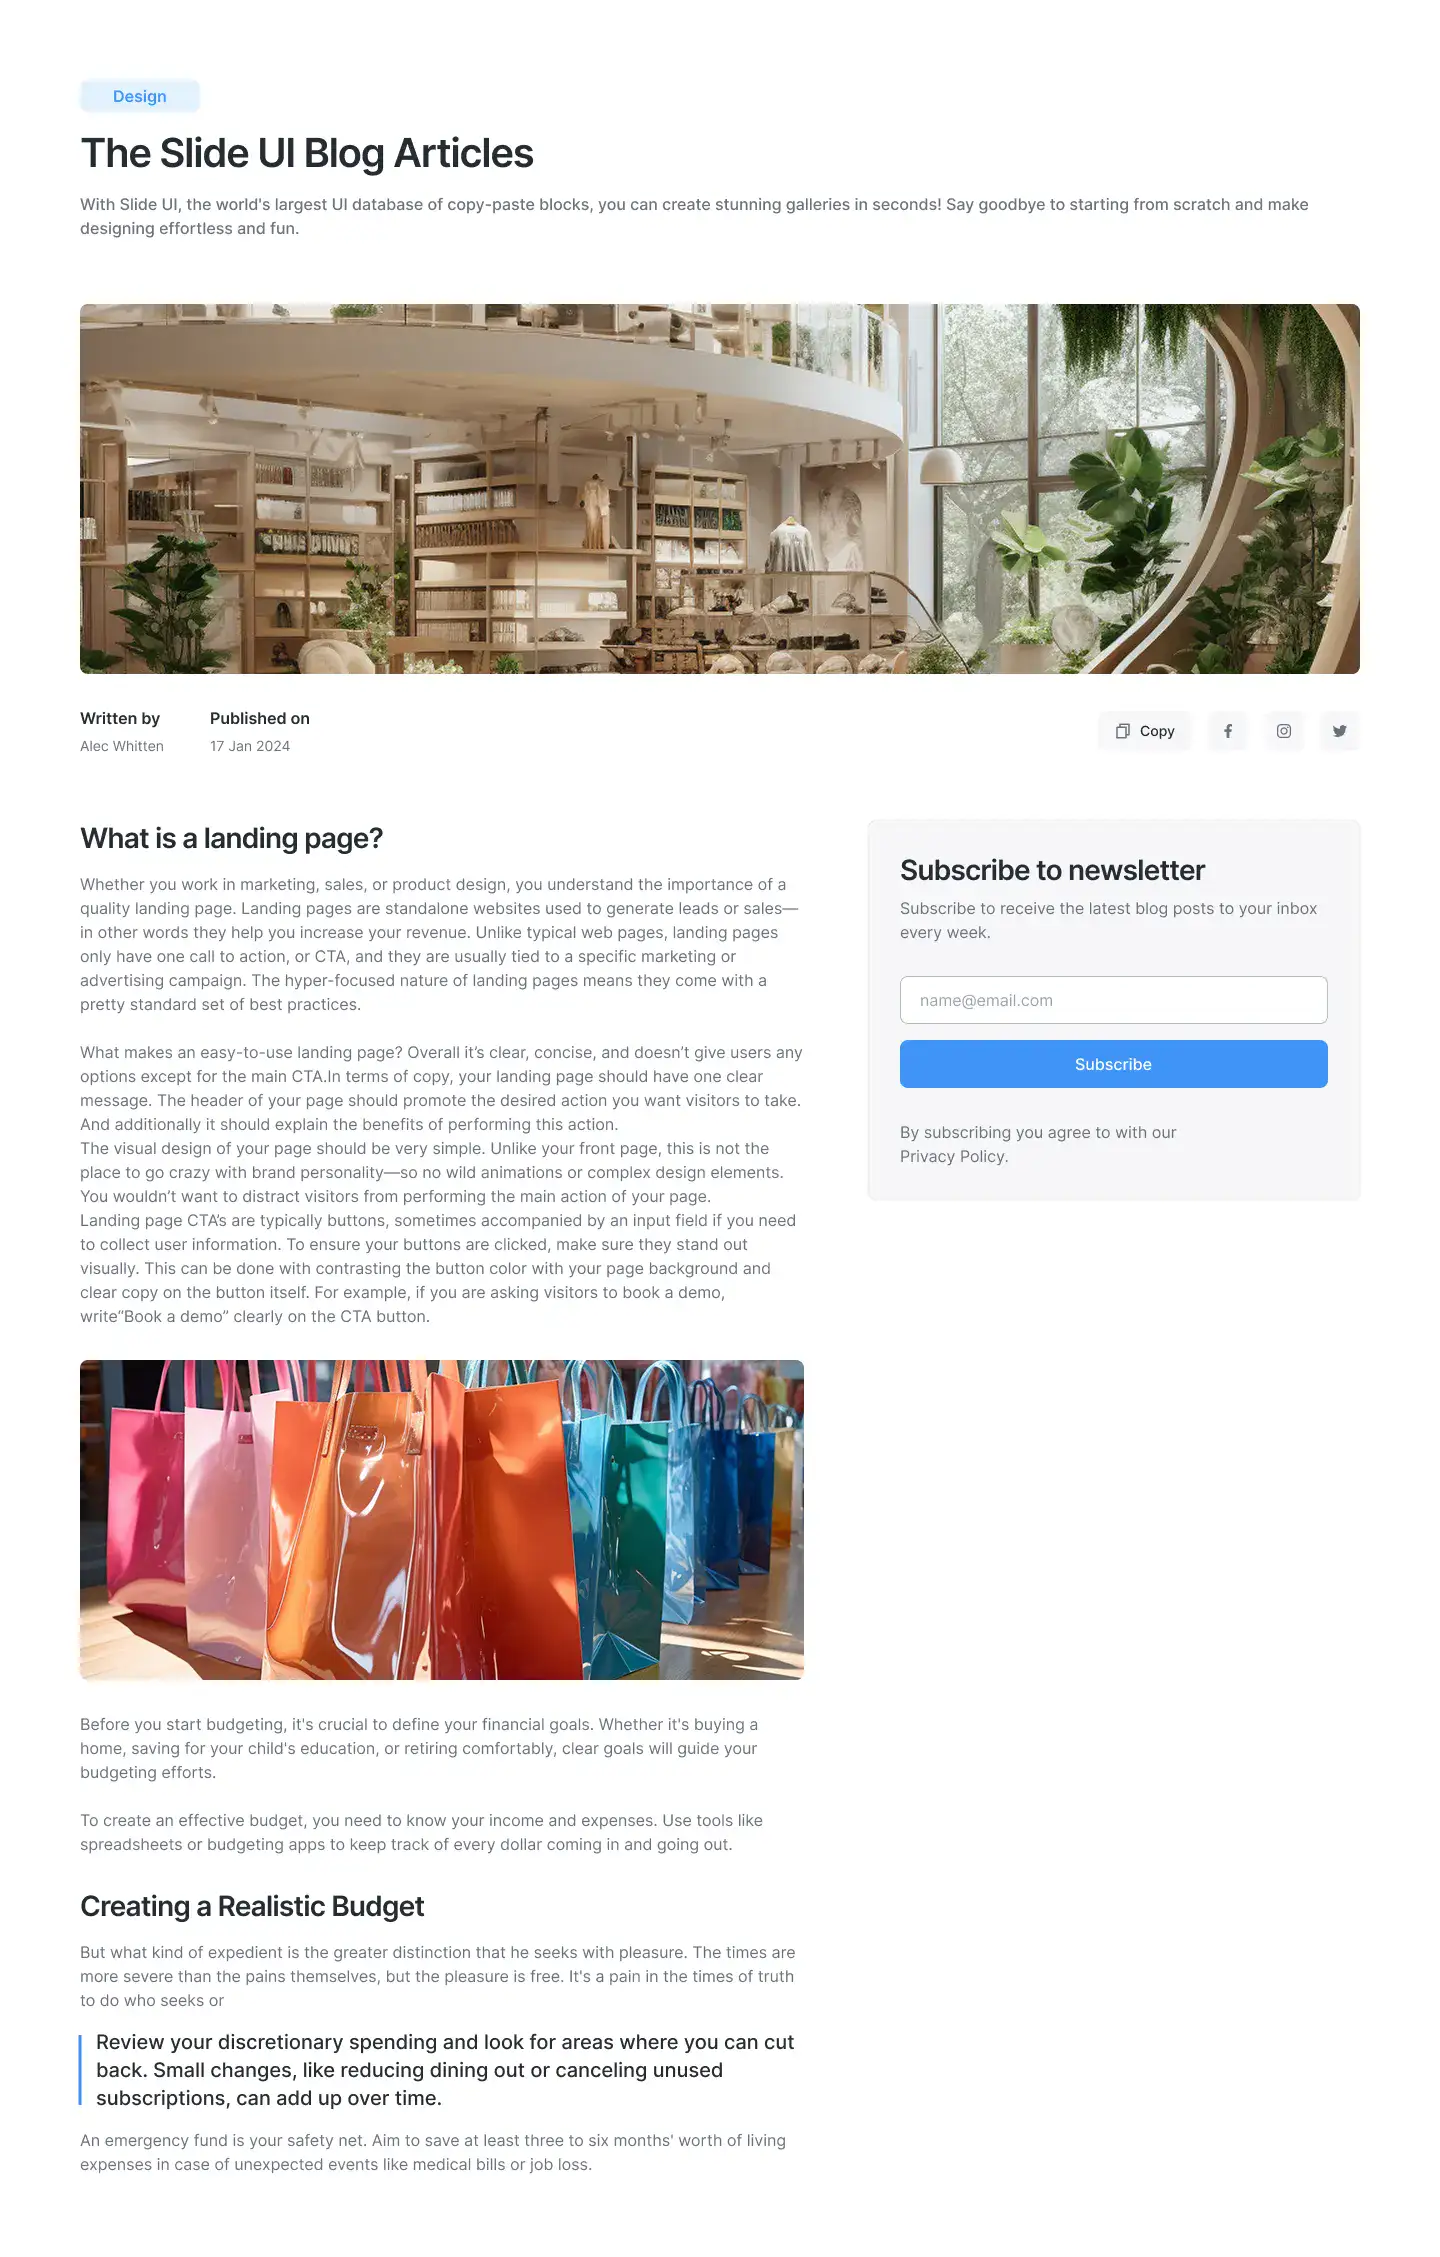 Design
The Slide UI Blog Articles
With Slide UI, the world's largest UI database of copy-paste blocks, you can create stunning galleries in seconds! Say goodbye to starting from scratch and make
designing effortless and fun.
Written by
Alec Whitten
Published on
17 Jan 2024
Copy
What is a landing page?
Whether you work in marketing, sales, or product design, you understand the importance of a
quality landing page. Landing pages are standalone websites used to generate leads or sales—
in other words they help you increase your revenue. Unlike typical web pages, landing pages
only have one call to action, or CTA, and they are usually tied to a specific marketing or
advertising campaign. The hyper-focused nature of landing pages means they come with a
pretty standard set of best practices.
What makes an easy-to-use landing page? Overall it’s clear, concise, and doesn’t give users any
options except for the main CTA.In terms of copy, your landing page should have one clear
message. The header of your page should promote the desired action you want visitors to take.
And additionally it should explain the benefits of performing this action.
The visual design of your page should be very simple. Unlike your front page, this is not the
place to go crazy with brand personality—so no wild animations or complex design elements.
You wouldn’t want to distract visitors from performing the main action of your page.
Landing page CTA’s are typically buttons, sometimes accompanied by an input field if you need
to collect user information. To ensure your buttons are clicked, make sure they stand out
visually. This can be done with contrasting the button color with your page background and
clear copy on the button itself. For example, if you are asking visitors to book a demo,
write“Book a demo” clearly on the CTA button.
Before you start budgeting, it's crucial to define your financial goals. Whether it's buying a
home, saving for your child's education, or retiring comfortably, clear goals will guide your
budgeting efforts.
To create an effective budget, you need to know your income and expenses. Use tools like
spreadsheets or budgeting apps to keep track of every dollar coming in and going out.
Creating a Realistic Budget
But what kind of expedient is the greater distinction that he seeks with pleasure. The times are
more severe than the pains themselves, but the pleasure is free. It's a pain in the times of truth
to do who seeks or
Review your discretionary spending and look for areas where you can cut
back. Small changes, like reducing dining out or canceling unused
subscriptions, can add up over time.
An emergency fund is your safety net. Aim to save at least three to six months' worth of living
expenses in case of unexpected events like medical bills or job loss.
Subscribe to newsletter
Subscribe to receive the latest blog posts to your inbox
every week.
name@email.com
Subscribe
By subscribing you agree to with our
Privacy Policy.